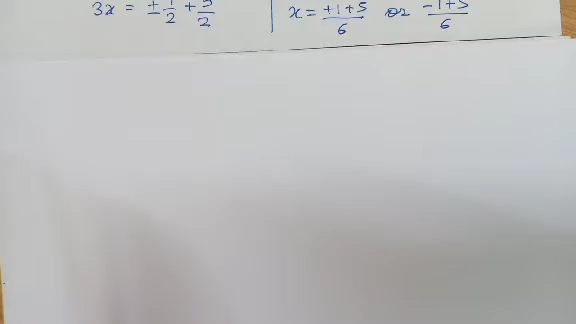 3x = ± 1/2 + 5/2
x = +1+5/6 or -1+5/6